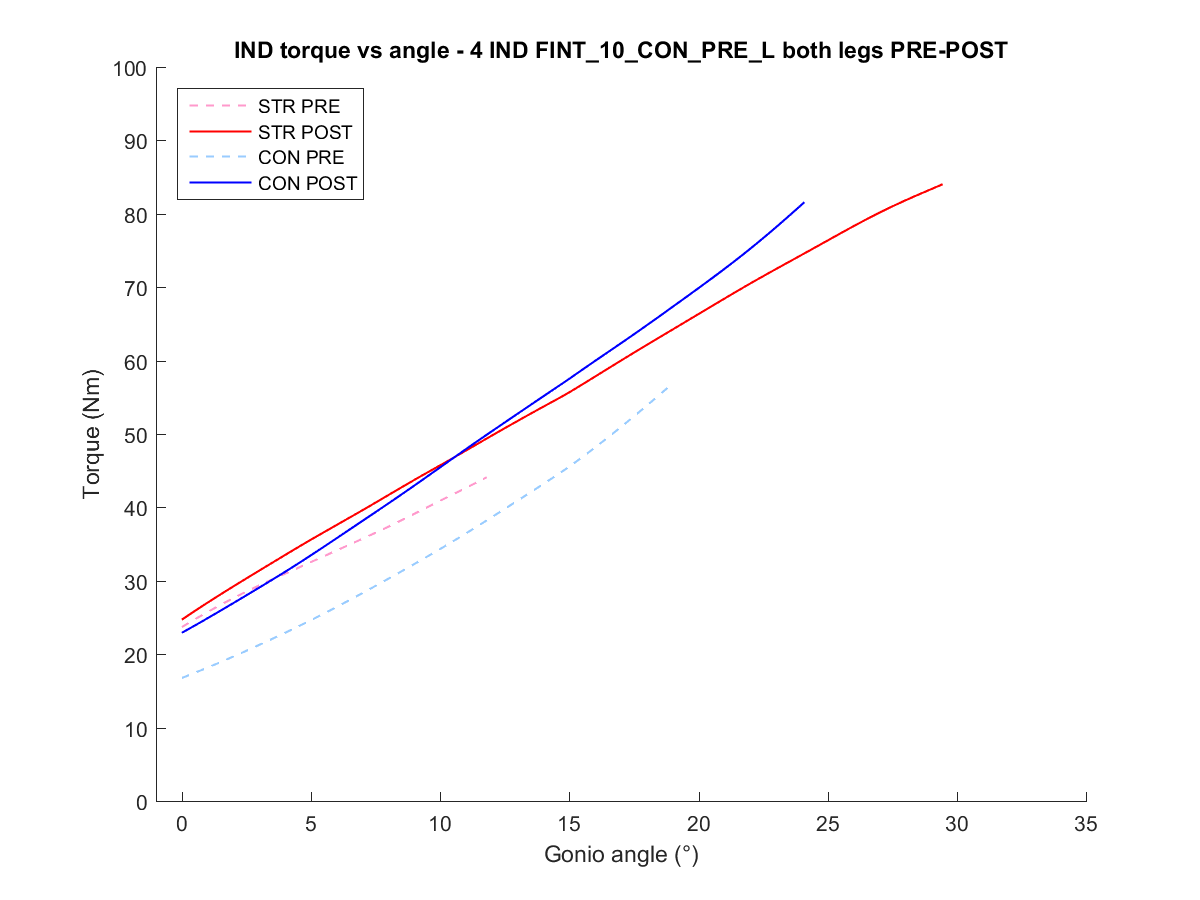 IND torque vs angle - 4 IND FINT_10_CON_PRE_L both legs PRE-POST
100
90
80
70
60
50
40
30
20
10
0
STR PRE
STR POST
CON PRE
CON POST
Torque (Nm)
0 5 10 15 20 25 30 35
Gonio angle (°)